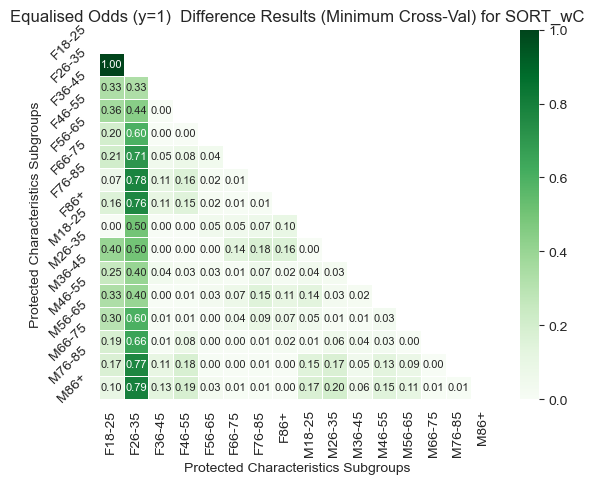 Equalised Odds (y=1)  Difference Results (Minimum Cross-Val) for SORT_wC
Protected Characteristics Subgroups
F18-25
F26-35 1.00
F36-45 0.33 0.33
F46-55 0.36 0.44 0.00
F56-65 0.20 0.60 0.00 0.00
F66-75 0.21 0.71 0.05 0.08 0.04
F76-85 0.07 0.78 0.11 0.16 0.02 0.01
F86+ 0.16 0.76 0.11 0.15 0.02 0.01 0.01
M18-25 0.00 0.50 0.00 0.00 0.05 0.05 0.07 0.10
M26-35 0.40 0.50 0.00 0.00 0.00 0.14 0.18 0.16 0.00
M36-45 0.25 0.40 0.04 0.03 0.03 0.01 0.07 0.02 0.04 0.03
M46-55 0.33 0.40 0.00 0.01 0.03 0.07 0.15 0.11 0.14 0.03 0.02
M56-65 0.30 0.60 0.01 0.01 0.00 0.04 0.09 0.07 0.05 0.01 0.01 0.03
M66-75 0.19 0.66 0.01 0.08 0.00 0.00 0.01 0.02 0.01 0.06 0.04 0.03 0.00
M76-85 0.17 0.77 0.11 0.18 0.00 0.00 0.01 0.00 0.15 0.17 0.05 0.13 0.09 0.00
M86+ 0.10 0.79 0.13 0.19 0.03 0.01 0.01 0.00 0.17 0.20 0.06 0.15 0.11 0.01 0.01
F18-25 F26-35 F36-45 F46-55 F56-65 F66-75 F76-85 F86+ M18-25 M26-35 M36-45 M46-55 M56-65 M66-75 M76-85 M86+
Protected Characteristics Subgroups
1.0
0.8
0.6
0.4
0.2
0.0